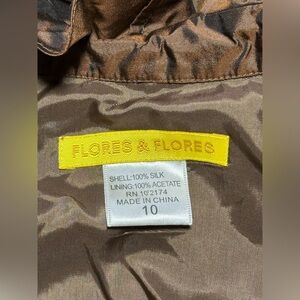 FLORES & FLORES
SHELL:100% SILK
LINING:100% ACETATE
RN 102174
MADE IN CHINA
10